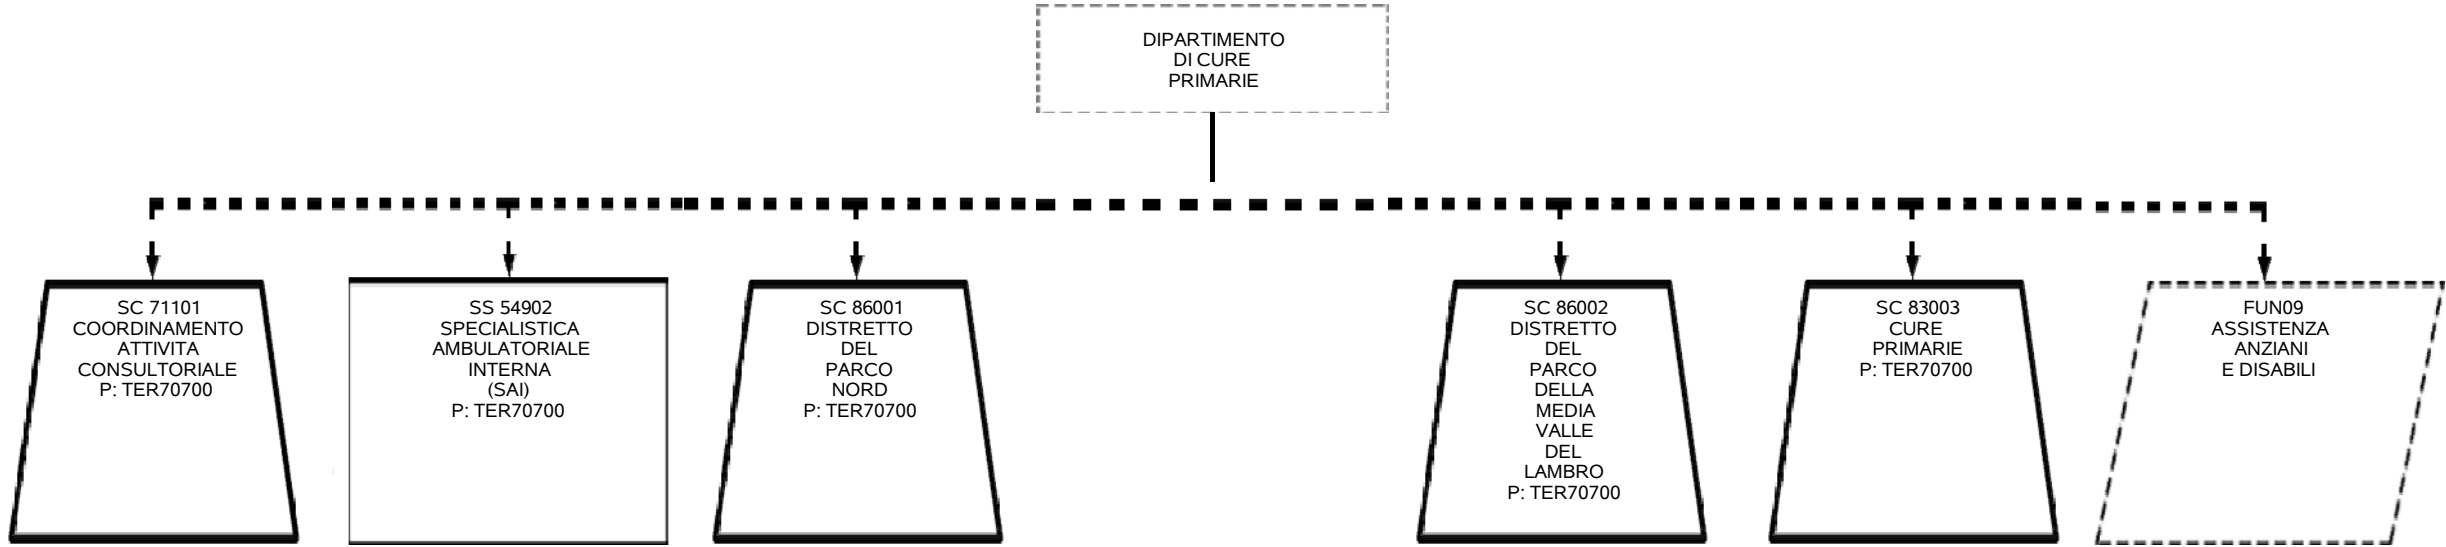 DIPARTIMENTO
DI CURE
PRIMARIE
SC 71101
COORDINAMENTO
ATTIVITA
CONSULTORIALE
P: TER70700
SS 54902
SPECIALISTICA
AMBULATORIALE
INTERNA
(SAI)
P: TER70700
SC 86001
DISTRETTO
DEL
PARCO
NORD
P: TER70700
SC 86002
DISTRETTO
DEL
PARCO
DELLA
MEDIA
VALLE
DEL
LAMBRO
P: TER70700
SC 83003
CURE
PRIMARIE
P: TER70700
FUN09
ASSISTENZA
ANZIANI
E DISABILI